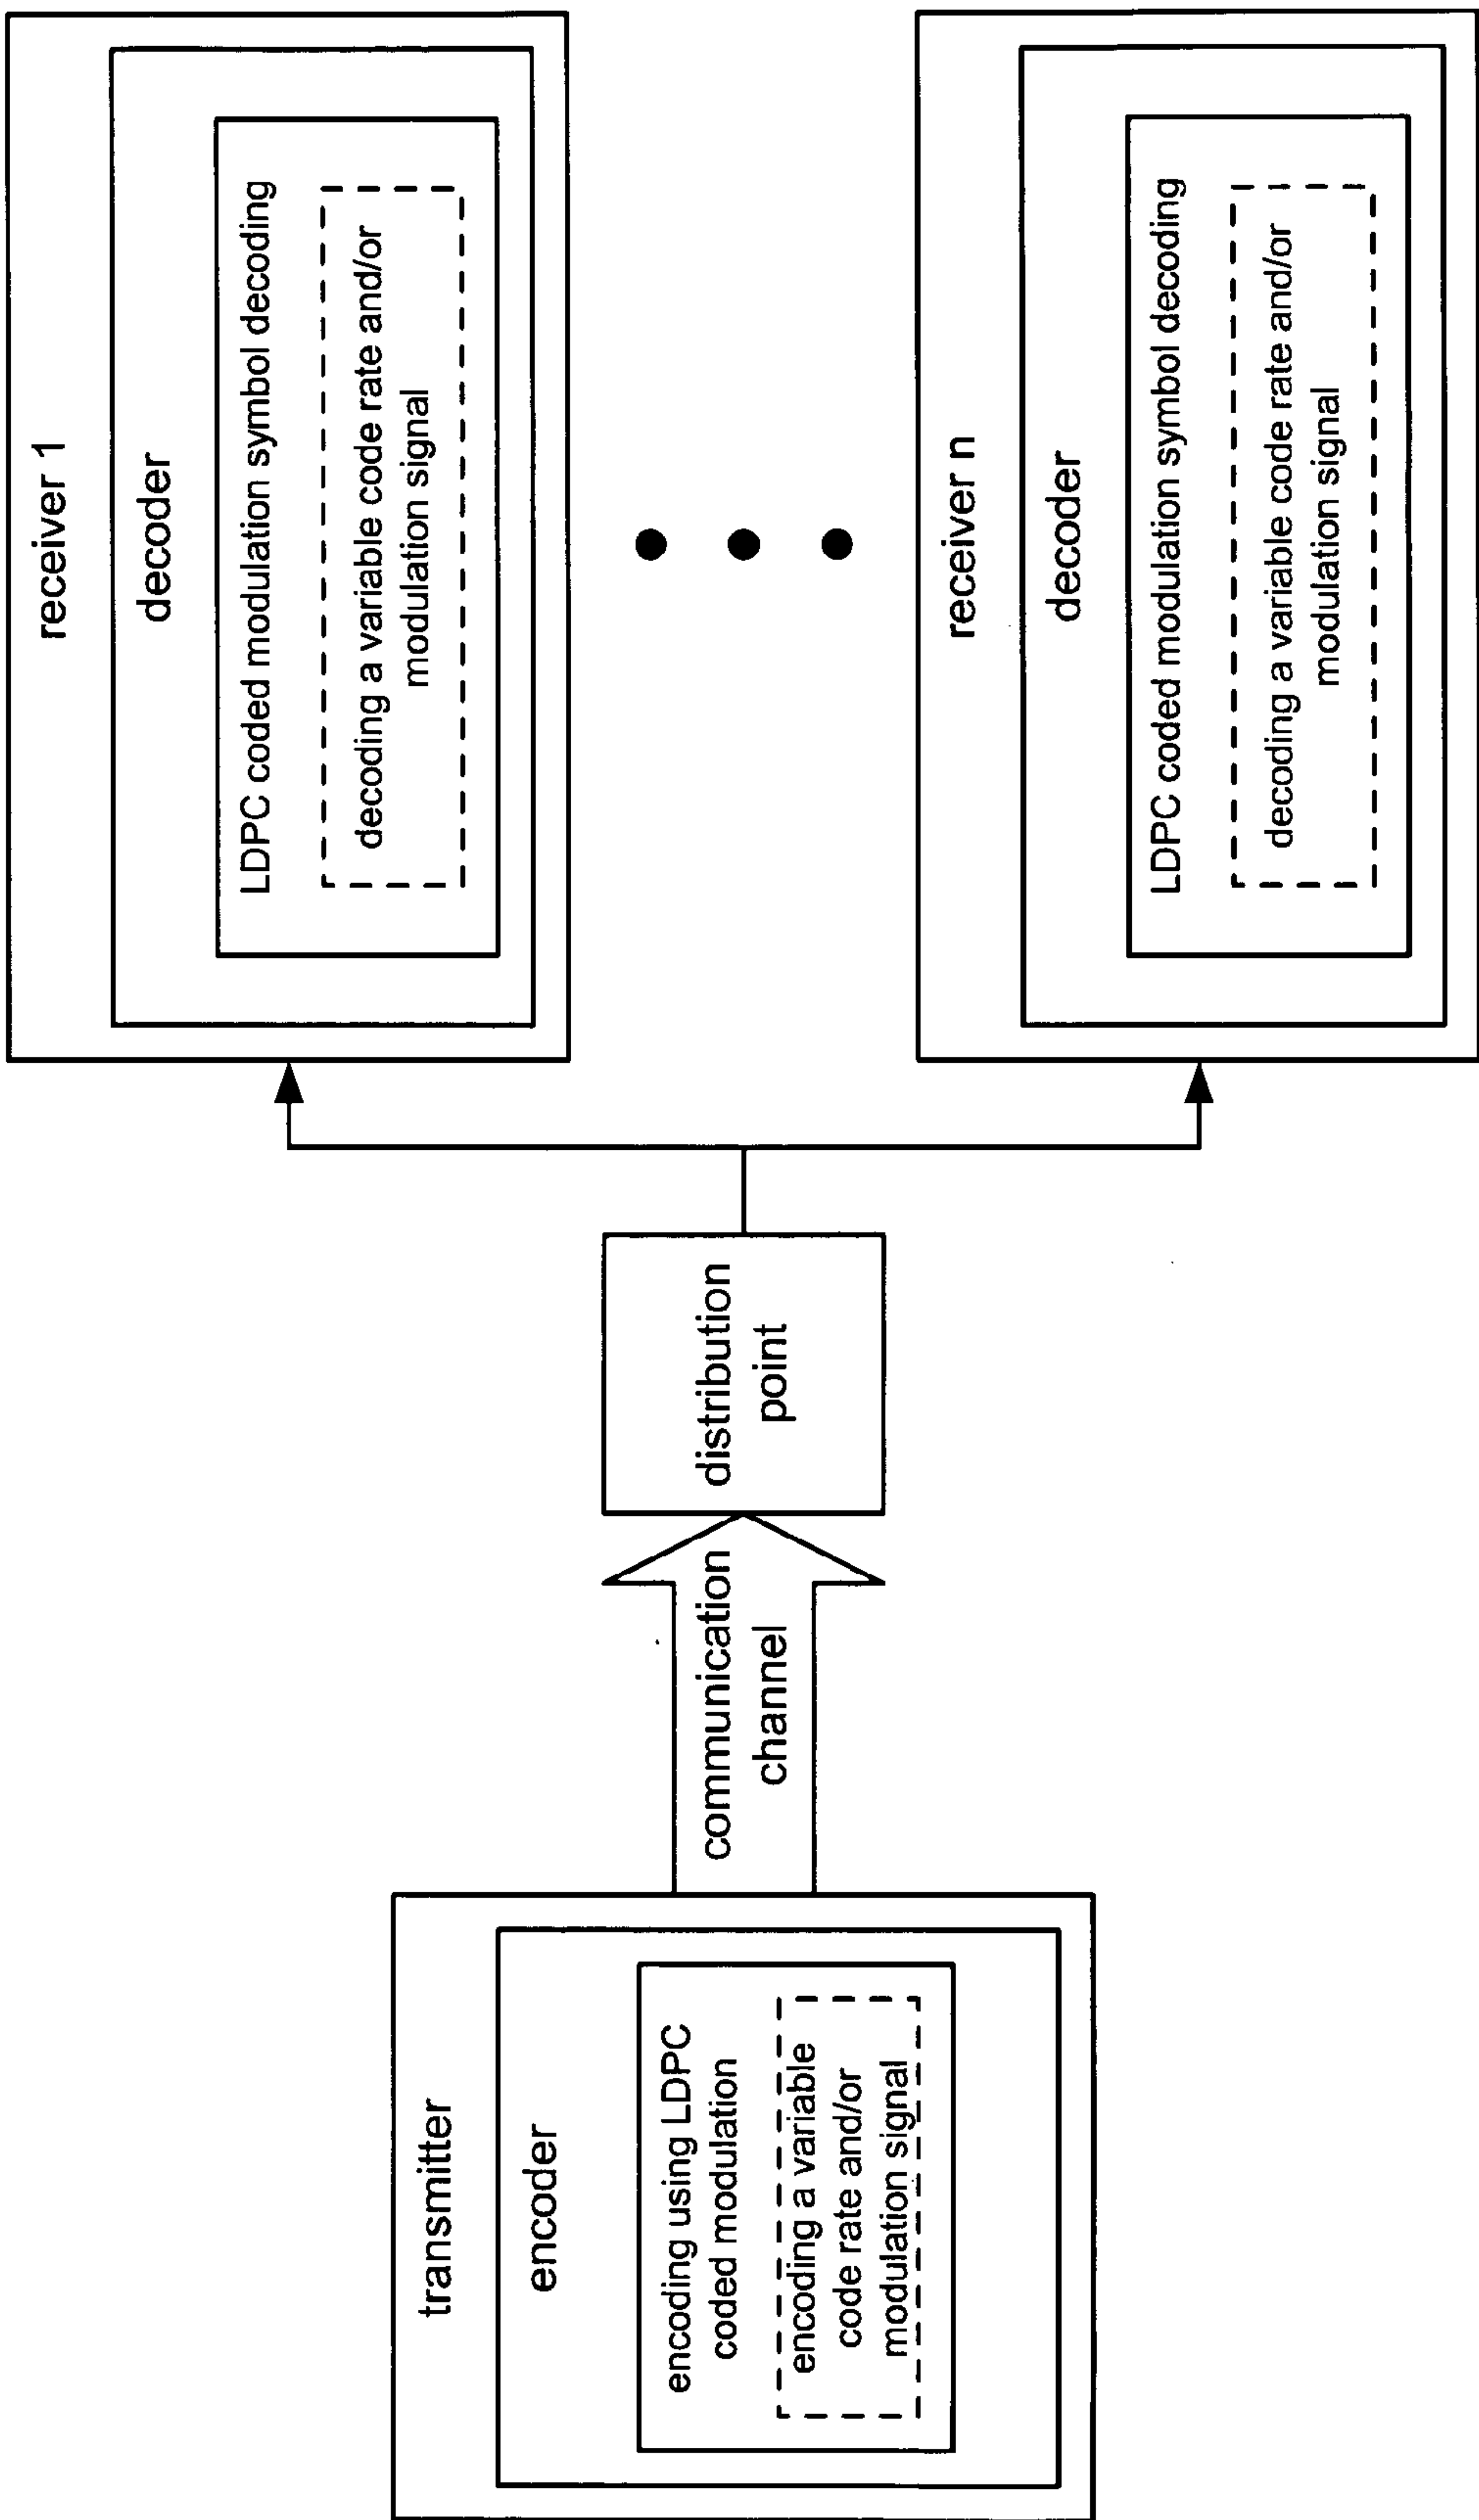 transmitter
encoder
encoding using LDPC
coded modulation
encoding a variable
code rate and/or
modulation signal
communication
channel
distribution
point
receiver 1
decoder
LDPC coded modulation symbol decoding
decoding a variable code rate and/or
modulation signal
receiver n
decoder
LDPC coded modulation symbol decoding
decoding a variable code rate and/or
modulation signal